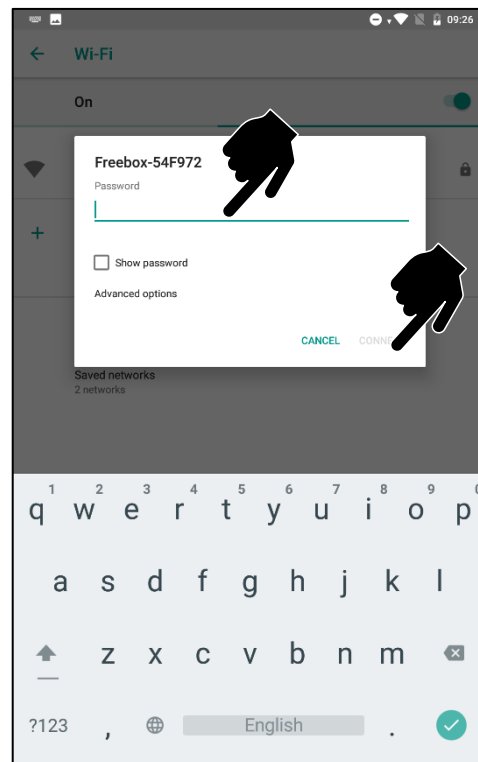 09:26
Wi-Fi
On
Freebox-54F972
Password
Show password
Advanced options
CANCEL
Saved networks
2 networks
1 2 3 4 5 6 7 8 9 0
q w e r t y u i o p
a s d f g h j k l
z x c v b n m
?123 , English .